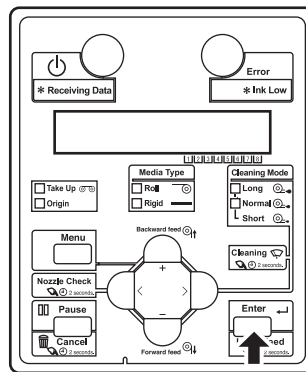 Error
* Receiving Data
* Ink Low
1 2 3 4 5 6 7 8
Media Type
Cleaning Mode
Take Up
Roll
Long
Origin
Rigid
Normal
Short
Menu
Backward feed
Cleaning
2 seconds.
+
Nozzle Check
2 seconds.
< >
Pause
Enter
−
Cancel
2 seconds.
2 seconds.
Forward feed